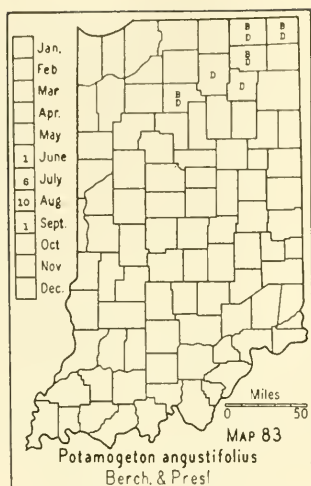 Jan.
Feb
Mar
Apr.
May
1 June
6 July
10 Aug
1 Sept.
Oct
Nov
Dec.
B B
D D
B
D
D D
B
D
Miles
0 50
MAP 83
Potamogeton angustifolius
Berch. & Presl